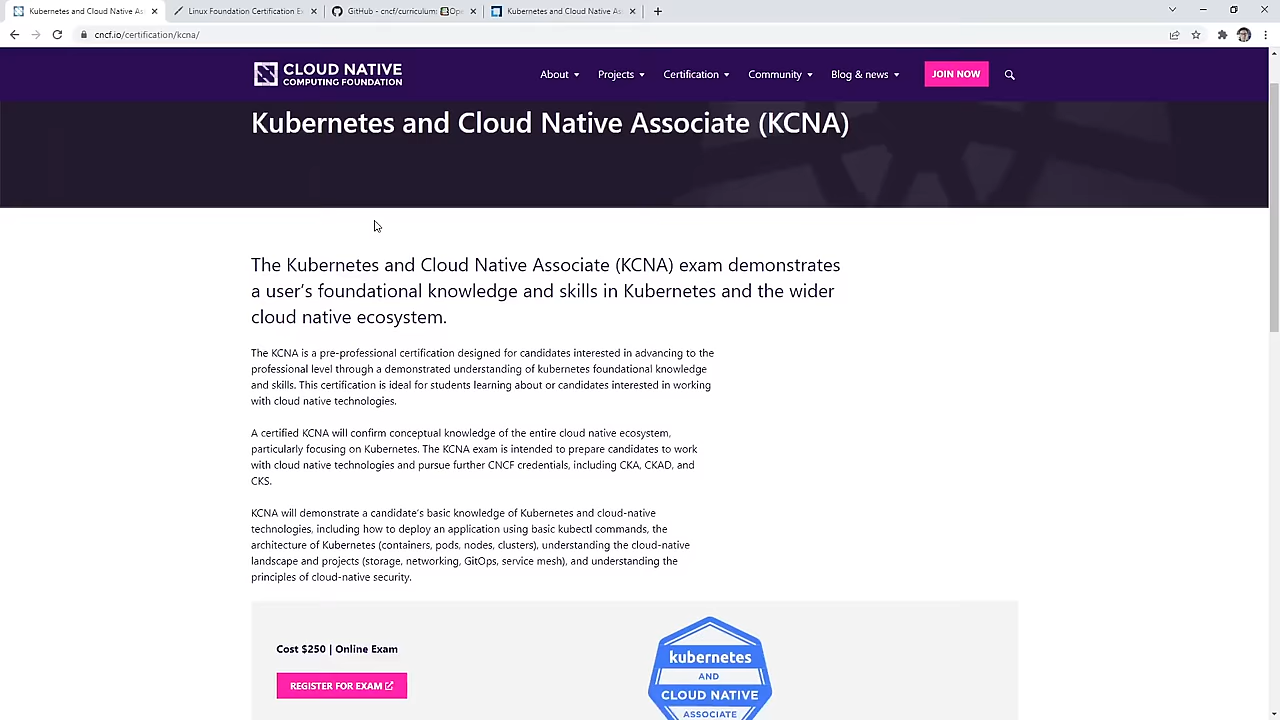 Kubernetes and Cloud Native As
Linux Foundation Certification Ex
GitHub - cncf/curriculum: Ope
Kubernetes and Cloud Native Ass
cncf.io/certification/kcna/
CLOUD NATIVE
COMPUTING FOUNDATION
About
Projects
Certification
Community
Blog & news
JOIN NOW
Kubernetes and Cloud Native Associate (KCNA)
The Kubernetes and Cloud Native Associate (KCNA) exam demonstrates
a user's foundational knowledge and skills in Kubernetes and the wider
cloud native ecosystem.
The KCNA is a pre-professional certification designed for candidates interested in advancing to the
professional level through a demonstrated understanding of kubernetes foundational knowledge
and skills. This certification is ideal for students learning about or candidates interested in working
with cloud native technologies.
A certified KCNA will confirm conceptual knowledge of the entire cloud native ecosystem,
particularly focusing on Kubernetes. The KCNA exam is intended to prepare candidates to work
with cloud native technologies and pursue further CNCF credentials, including CKA, CKAD, and
CKS.
KCNA will demonstrate a candidate's basic knowledge of Kubernetes and cloud-native
technologies, including how to deploy an application using basic kubectl commands, the
architecture of Kubernetes (containers, pods, nodes, clusters), understanding the cloud-native
landscape and projects (storage, networking, GitOps, service mesh), and understanding the
principles of cloud-native security.
Cost $250 | Online Exam
REGISTER FOR EXAM
kubernetes
AND
CLOUD NATIVE
ASSOCIATE